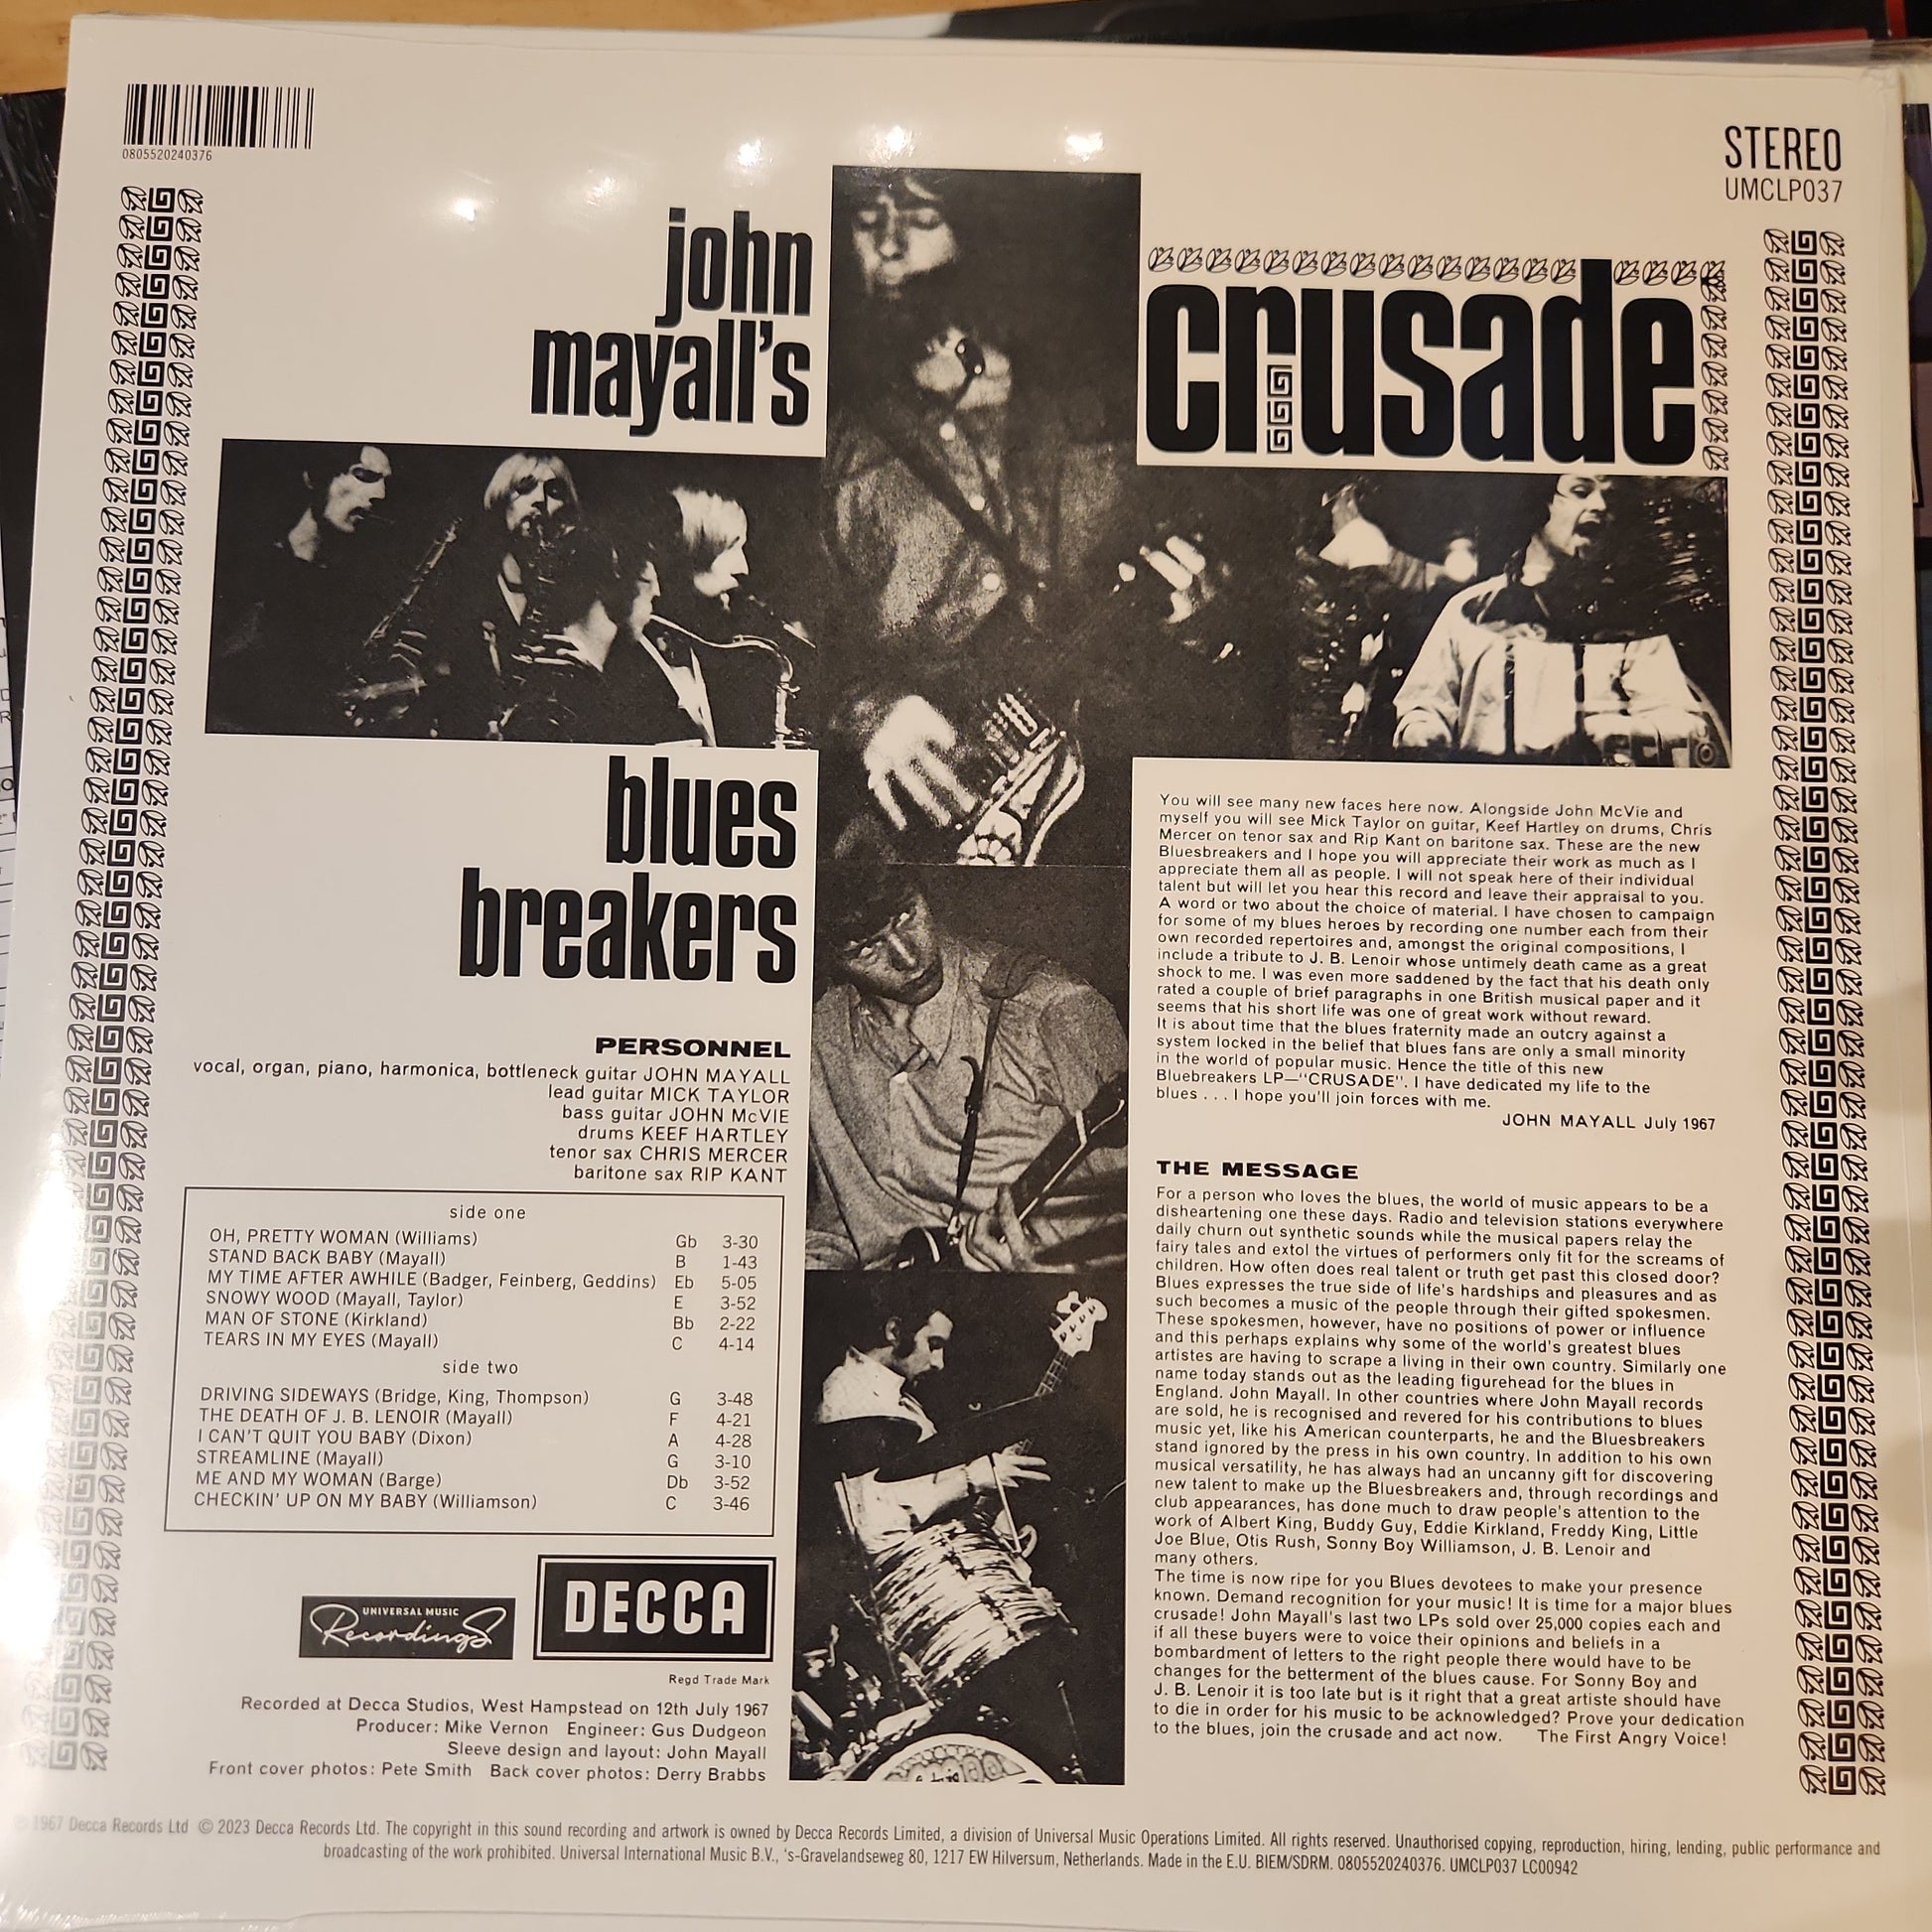 0805520240376
STEREO
UMCLP037
john
mayall's
crusade
blues
breakers
PERSONNEL
vocal, organ, piano, harmonica, bottleneck guitar JOHN MAYALL
lead guitar MICK TAYLOR
bass guitar JOHN McVIE
drums KEEF HARTLEY
tenor sax CHRIS MERCER
baritone sax RIP KANT
side one
OH, PRETTY WOMAN (Williams) Gb 3-30
STAND BACK BABY (Mayall) B 1-43
MY TIME AFTER AWHILE (Badger, Feinberg, Geddins) Eb 5-05
SNOWY WOOD (Mayall, Taylor) E 3-52
MAN OF STONE (Kirkland) Bb 2-22
TEARS IN MY EYES (Mayall) C 4-14
side two
DRIVING SIDEWAYS (Bridge, King, Thompson) G 3-48
THE DEATH OF J. B. LENOIR (Mayall) F 4-21
I CAN'T QUIT YOU BABY (Dixon) A 4-28
STREAMLINE (Mayall) G 3-10
ME AND MY WOMAN (Barge) Db 3-52
CHECKIN' UP ON MY BABY (Williamson) C 3-46
UNIVERSAL MUSIC
Recordings
DECCA
Regd Trade Mark
Recorded at Decca Studios, West Hampstead on 12th July 1967
Producer: Mike Vernon Engineer: Gus Dudgeon
Sleeve design and layout: John Mayall
Front cover photos: Pete Smith Back cover photos: Derry Brabbs
You will see many new faces here now. Alongside John McVie and
myself you will see Mick Taylor on guitar, Keef Hartley on drums, Chris
Mercer on tenor sax and Rip Kant on baritone sax. These are the new
Bluesbreakers and I hope you will appreciate their work as much as I
appreciate them all as people. I will not speak here of their individual
talent but will let you hear this record and leave their appraisal to you.
A word or two about the choice of material. I have chosen to campaign
for some of my blues heroes by recording one number each from their
own recorded repertoires and, amongst the original compositions, I
include a tribute to J. B. Lenoir whose untimely death came as a great
shock to me. I was even more saddened by the fact that his death only
rated a couple of brief paragraphs in one British musical paper and it
seems that his short life was one of great work without reward.
It is about time that the blues fraternity made an outcry against a
system locked in the belief that blues fans are only a small minority
in the world of popular music. Hence the title of this new
Bluebreakers LP—"CRUSADE". I have dedicated my life to the
blues . . . I hope you'll join forces with me.
JOHN MAYALL July 1967
THE MESSAGE
For a person who loves the blues, the world of music appears to be a
disheartening one these days. Radio and television stations everywhere
daily churn out synthetic sounds while the musical papers relay the
fairy tales and extol the virtues of performers only fit for the screams of
children. How often does real talent or truth get past this closed door?
Blues expresses the true side of life's hardships and pleasures and as
such becomes a music of the people through their gifted spokesmen.
These spokesmen, however, have no positions of power or influence
and this perhaps explains why some of the world's greatest blues
artistes are having to scrape a living in their own country. Similarly one
name today stands out as the leading figurehead for the blues in
England. John Mayall. In other countries where John Mayall records
are sold, he is recognised and revered for his contributions to blues
music yet, like his American counterparts, he and the Bluesbreakers
stand ignored by the press in his own country. In addition to his own
musical versatility, he has always had an uncanny gift for discovering
new talent to make up the Bluesbreakers and, through recordings and
club appearances, has done much to draw people's attention to the
work of Albert King, Buddy Guy, Eddie Kirkland, Freddy King, Little
Joe Blue, Otis Rush, Sonny Boy Williamson, J. B. Lenoir and
many others.
The time is now ripe for you Blues devotees to make your presence
known. Demand recognition for your music! It is time for a major blues
crusade! John Mayall's last two LPs sold over 25,000 copies each and
if all these buyers were to voice their opinions and beliefs in a
bombardment of letters to the right people there would have to be
changes for the betterment of the blues cause. For Sonny Boy and
J. B. Lenoir it is too late but is it right that a great artiste should have
to die in order for his music to be acknowledged? Prove your dedication
to the blues, join the crusade and act now. The First Angry Voice!
1967 Decca Records Ltd © 2023 Decca Records Ltd. The copyright in this sound recording and artwork is owned by Decca Records Limited, a division of Universal Music Operations Limited. All rights reserved. Unauthorised copying, reproduction, hiring, lending, public performance and
broadcasting of the work prohibited. Universal International Music B.V., 's-Gravelandseweg 80, 1217 EW Hilversum, Netherlands. Made in the E.U. BIEM/SDRM. 0805520240376. UMCLP037 LC00942